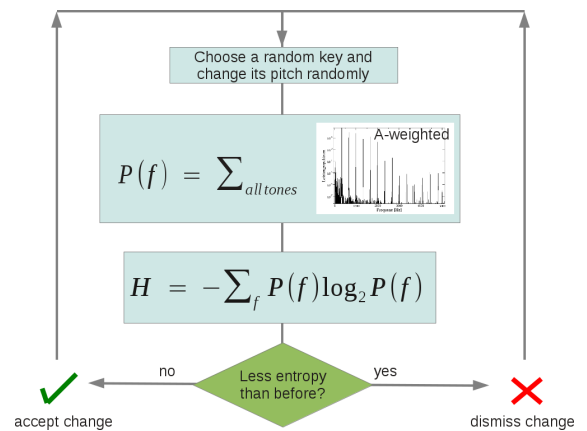 Choose a random key and
change its pitch randomly
P(f) = ∑all tones
A-weighted
Frequency [Hz]
H = −∑f P(f)log2P(f)
Less entropy
than before?
no
yes
accept change
dismiss change